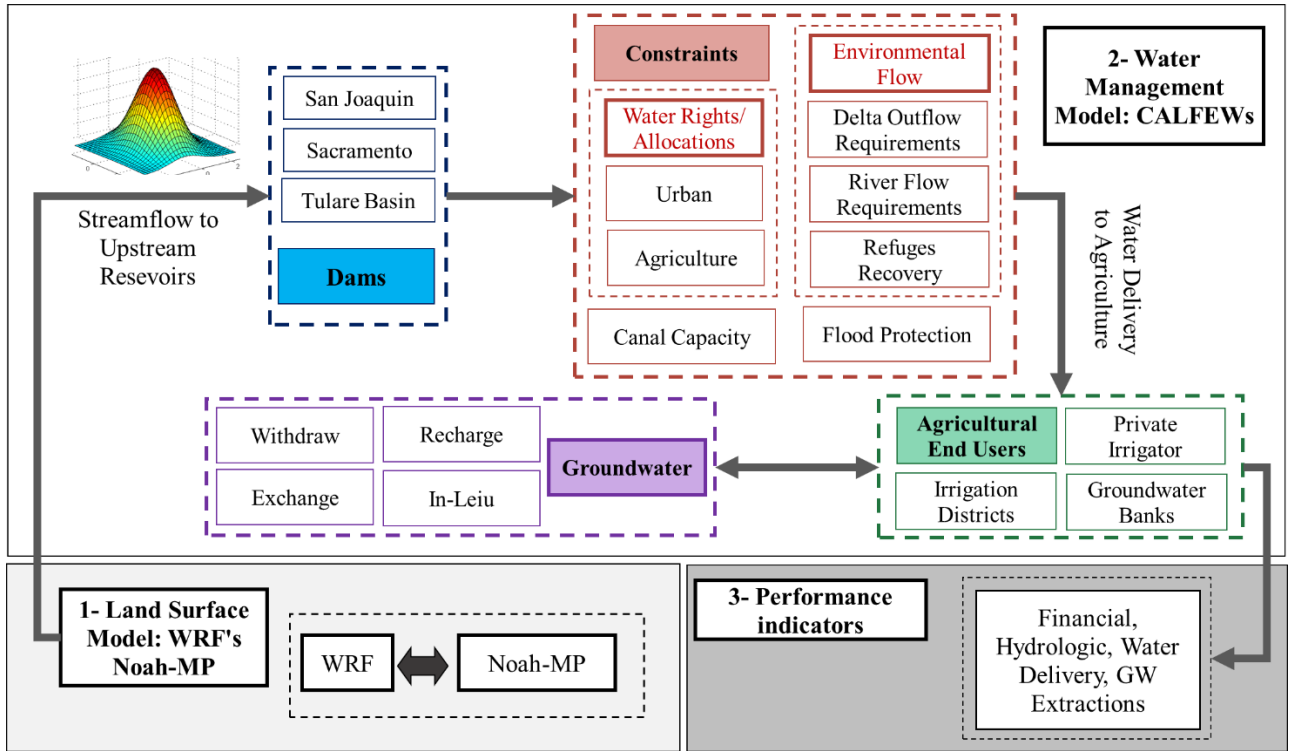 San Joaquin
Sacramento
Tulare Basin
Dams
Streamflow to
Upstream
Resevoirs
0
0
2
Constraints
Water Rights/
Allocations
Urban
Agriculture
Canal Capacity
Environmental
Flow
Delta Outflow
Requirements
River Flow
Requirements
Refuges
Recovery
Flood Protection
2- Water
Management
Model: CALFEWs
Water Delivery
to Agriculture
Withdraw
Recharge
Exchange
In-Leiu
Groundwater
Agricultural
End Users
Private
Irrigator
Irrigation
Districts
Groundwater
Banks
1- Land Surface
Model: WRF's
Noah-MP
WRF
Noah-MP
3- Performance
indicators
Financial,
Hydrologic, Water
Delivery, GW
Extractions